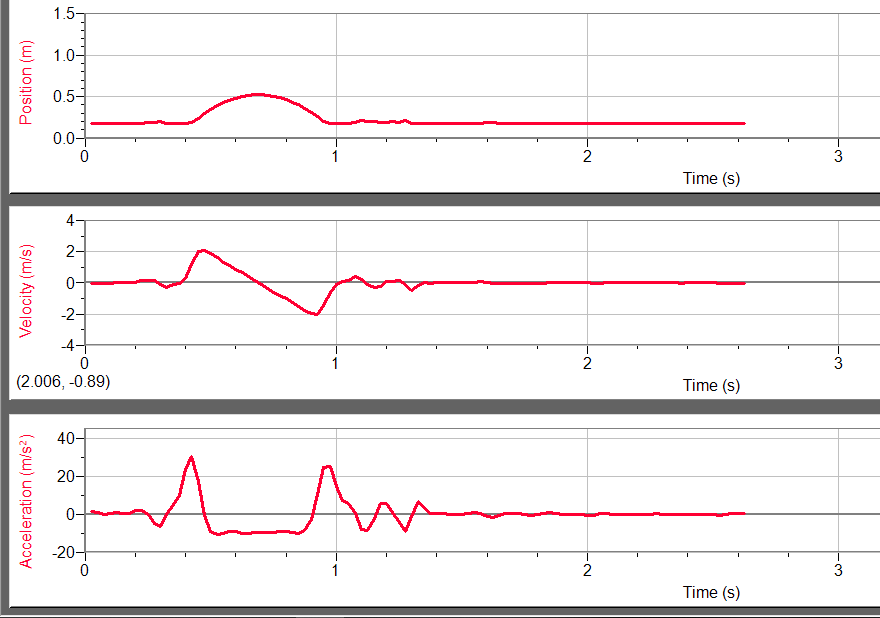 Position (m)
1.5
1.0
0.5
0.0
0 1 2 3
Time (s)
Velocity (m/s)
4
2
0
-2
-4
0 1 2 3
(2.006, -0.89)
Time (s)
Acceleration (m/s²)
40
20
0
-20
0 1 2 3
Time (s)